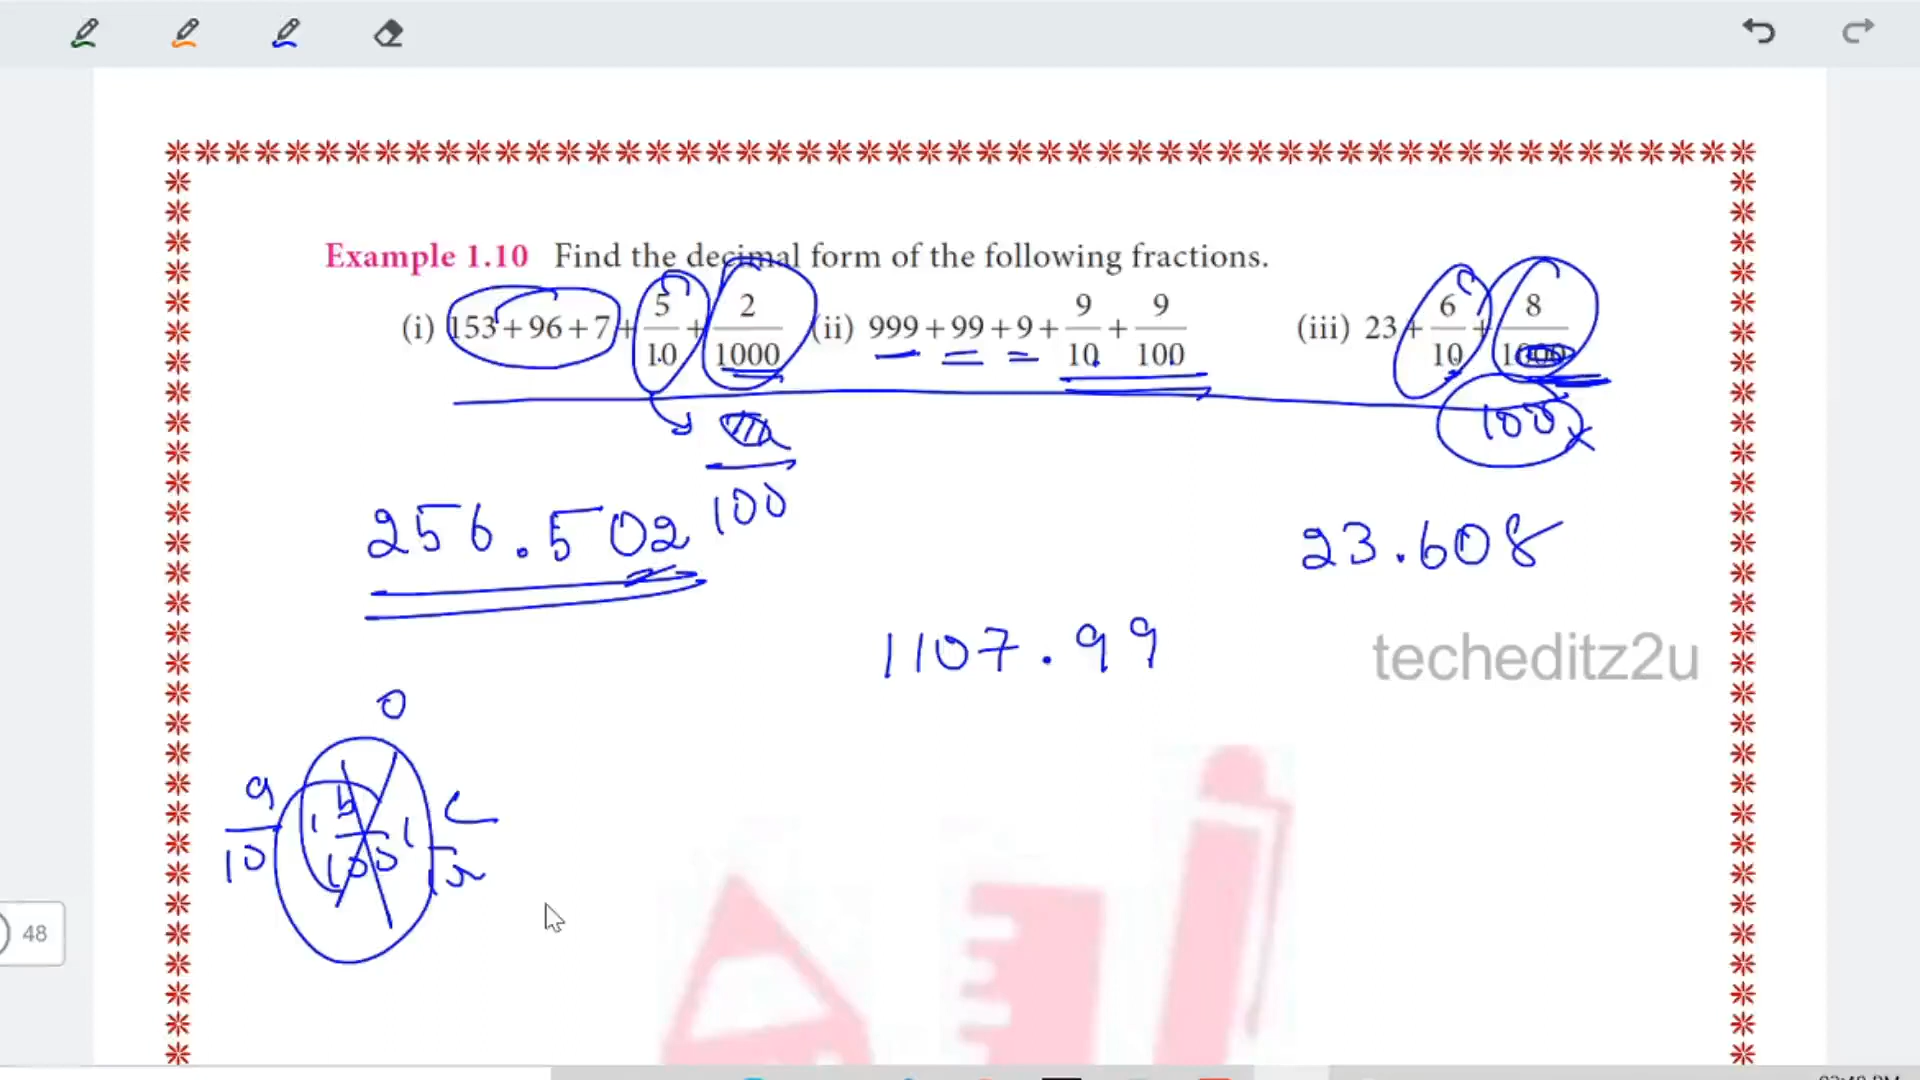 Example 1.10 Find the decimal form of the following fractions.
(i) 153 + 96 + 7 + 5/10 + 2/1000 (ii) 999 + 99 + 9 + 9/10 + 9/100 (iii) 23 + 6/10 + 8/1000
100
100
256.502
23.608
1107.99
techeditz2u
0
9/10
b/100
48